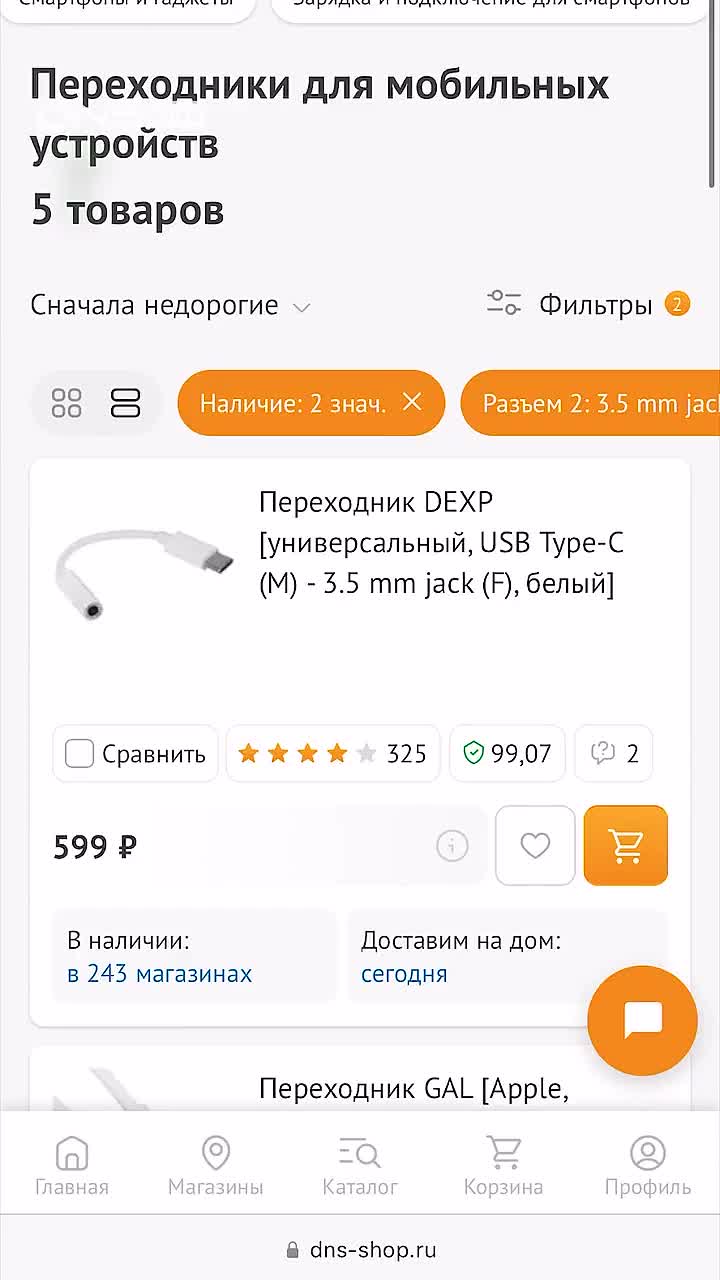 Смартфоны и гаджеты
Зарядка и подключение для смартфонов
Переходники для мобильных
устройств
5 товаров
Сначала недорогие
Фильтры 2
Наличие: 2 знач.
Разъем 2: 3.5 mm jack
Переходник DEXP
[универсальный, USB Type-C
(M) - 3.5 mm jack (F), белый]
Сравнить
325
99,07
2
599 ₽
В наличии:
в 243 магазинах
Доставим на дом:
сегодня
Переходник GAL [Apple,
Главная
Магазины
Каталог
Корзина
Профиль
dns-shop.ru